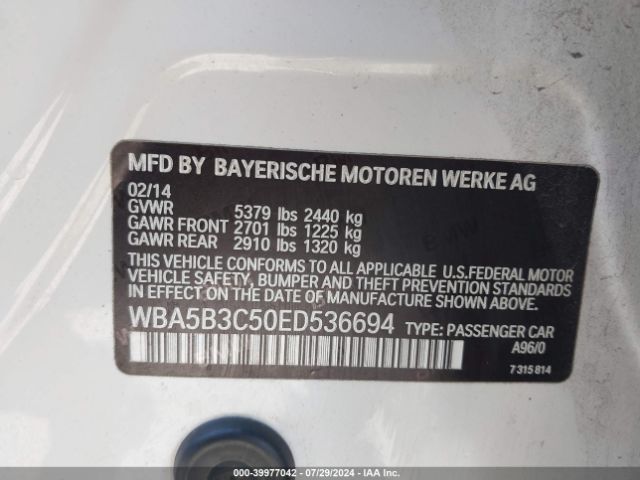 MFD BY BAYERISCHE MOTOREN WERKE AG
02/14
GVWR 5379 lbs 2440 kg
GAWR FRONT 2701 lbs 1225 kg
GAWR REAR 2910 lbs 1320 kg
THIS VEHICLE CONFORMS TO ALL APPLICABLE U.S.FEDERAL MOTOR
VEHICLE SAFETY, BUMPER AND THEFT PREVENTION STANDARDS
IN EFFECT ON THE DATE OF MANUFACTURE SHOWN ABOVE.
WBA5B3C50ED536694 TYPE: PASSENGER CAR
A96/0
7 315 814
000-39977042 / 07/29/2024 - IAA Inc.